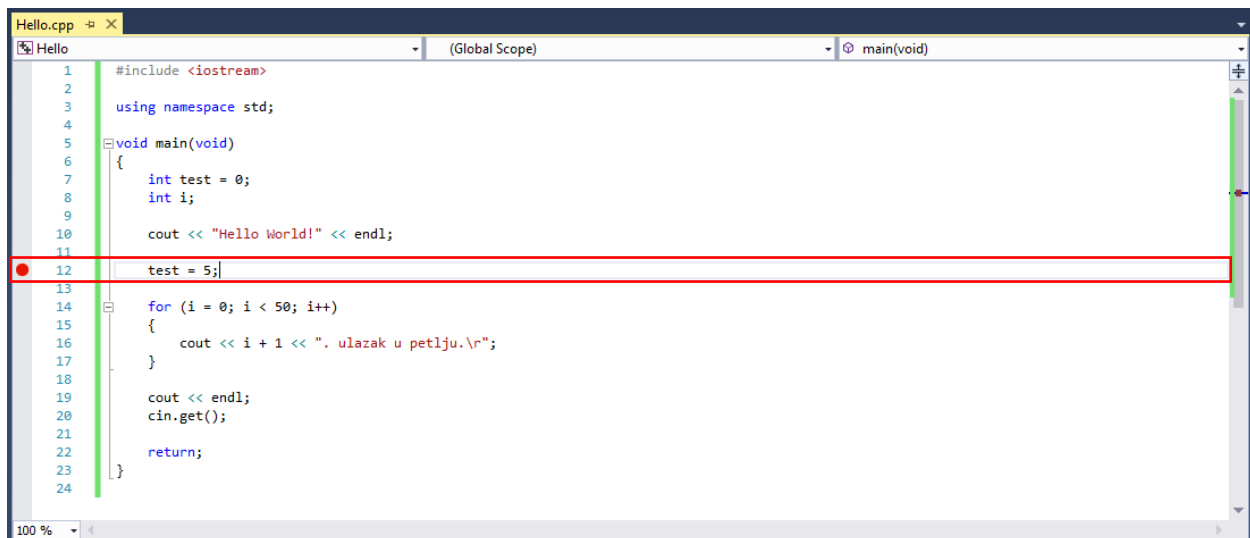 Hello.cpp
Hello (Global Scope) main(void)
1 #include <iostream>
2
3 using namespace std;
4
5 void main(void)
6 {
7 int test = 0;
8 int i;
9
10 cout << "Hello World!" << endl;
11
12 test = 5;
13
14 for (i = 0; i < 50; i++)
15 {
16 cout << i + 1 << ". ulazak u petlju.\r";
17 }
18
19 cout << endl;
20 cin.get();
21
22 return;
23 }
24
100 %